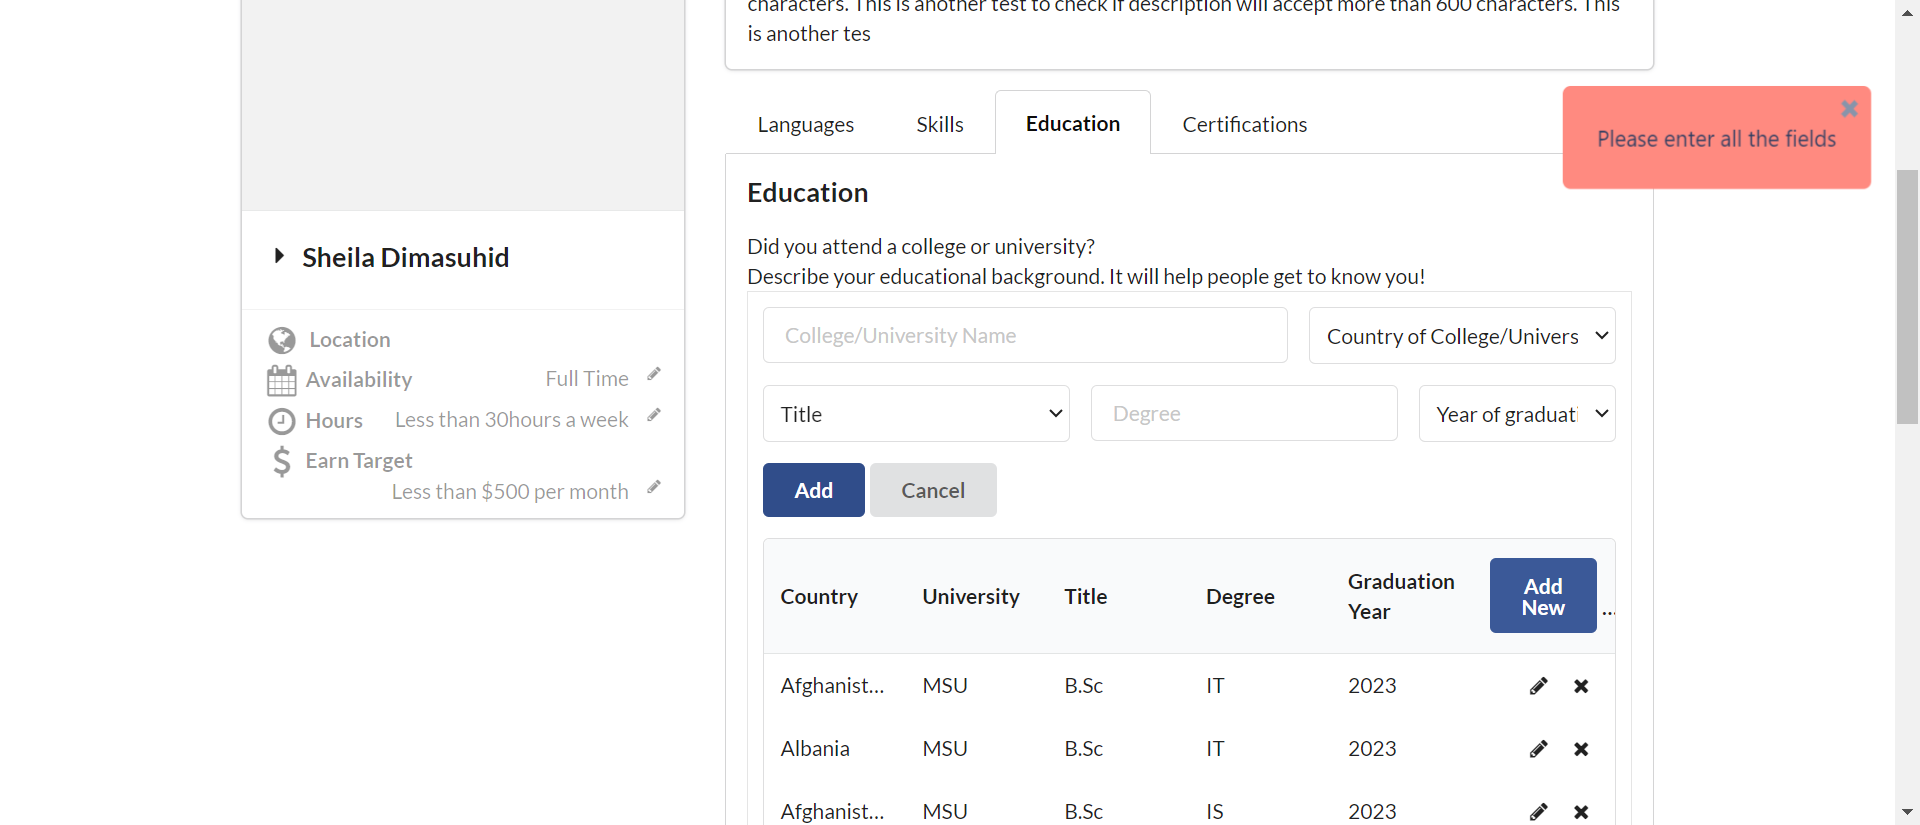 characters. This is another test to check if description will accept more than 600 characters. This
is another tes
Languages
Skills
Education
Certifications
Please enter all the fields
Education
Did you attend a college or university?
Describe your educational background. It will help people get to know you!
College/University Name
Country of College/Univers
Title
Degree
Year of graduati
Add
Cancel
Sheila Dimasuhid
Location
Availability Full Time
Hours Less than 30hours a week
Earn Target
Less than $500 per month
Country University Title Degree Graduation Year Add New ...
Afghanist... MSU B.Sc IT 2023
Albania MSU B.Sc IT 2023
Afghanist... MSU B.Sc IS 2023